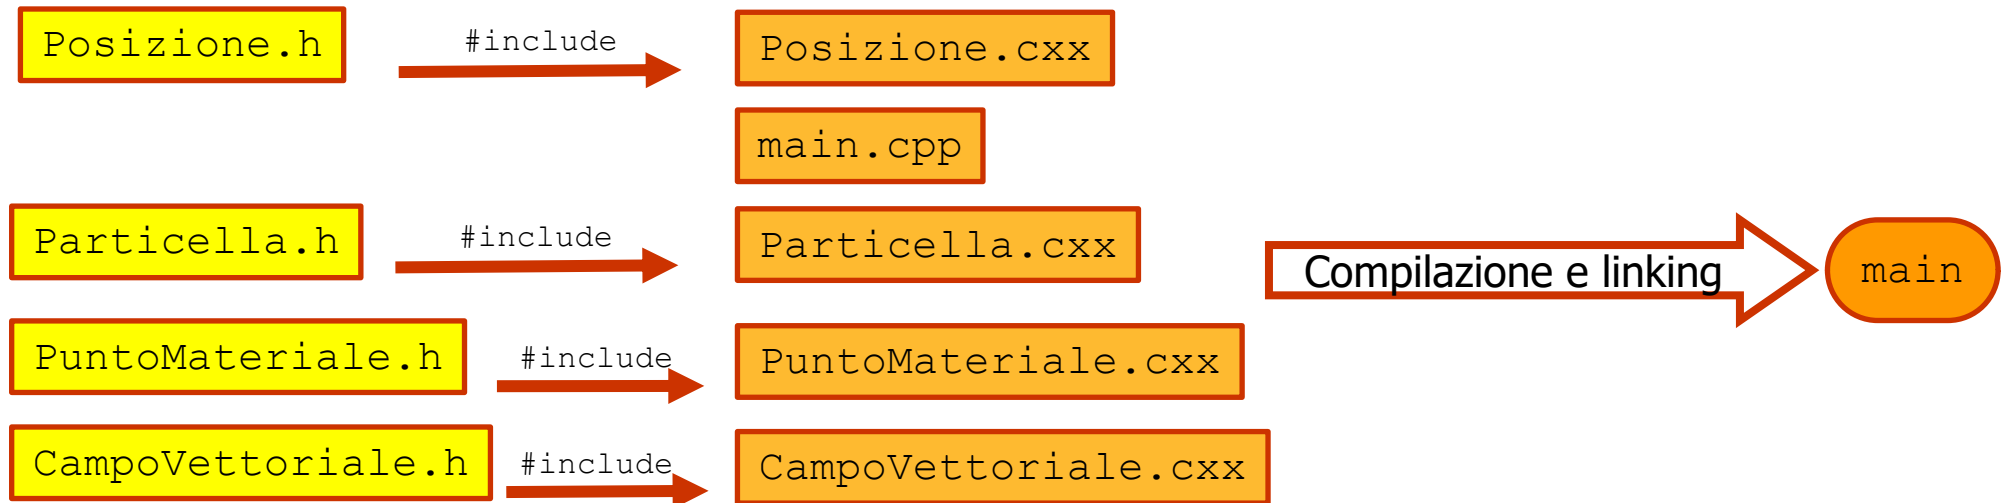 Posizione.h #include Posizione.cxx
main.cpp
Particella.h #include Particella.cxx
Compilazione e linking main
PuntoMateriale.h #include PuntoMateriale.cxx
CampoVettoriale.h #include CampoVettoriale.cxx